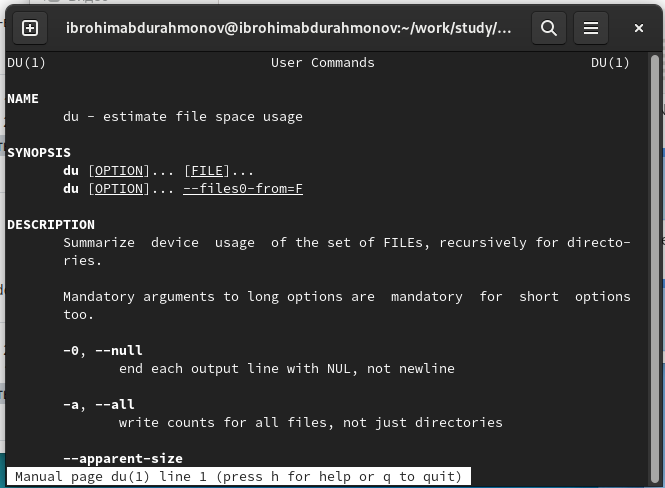 ibrohimabdurahmonov@ibrohimabdurahmonov:~/work/study/...
DU(1) User Commands DU(1)
NAME
du - estimate file space usage
SYNOPSIS
du [OPTION]... [FILE]...
du [OPTION]... --files0-from=F
DESCRIPTION
Summarize device usage of the set of FILEs, recursively for directo-
ries.
Mandatory arguments to long options are mandatory for short options
too.
-0, --null
end each output line with NUL, not newline
-a, --all
write counts for all files, not just directories
--apparent-size
Manual page du(1) line 1 (press h for help or q to quit)